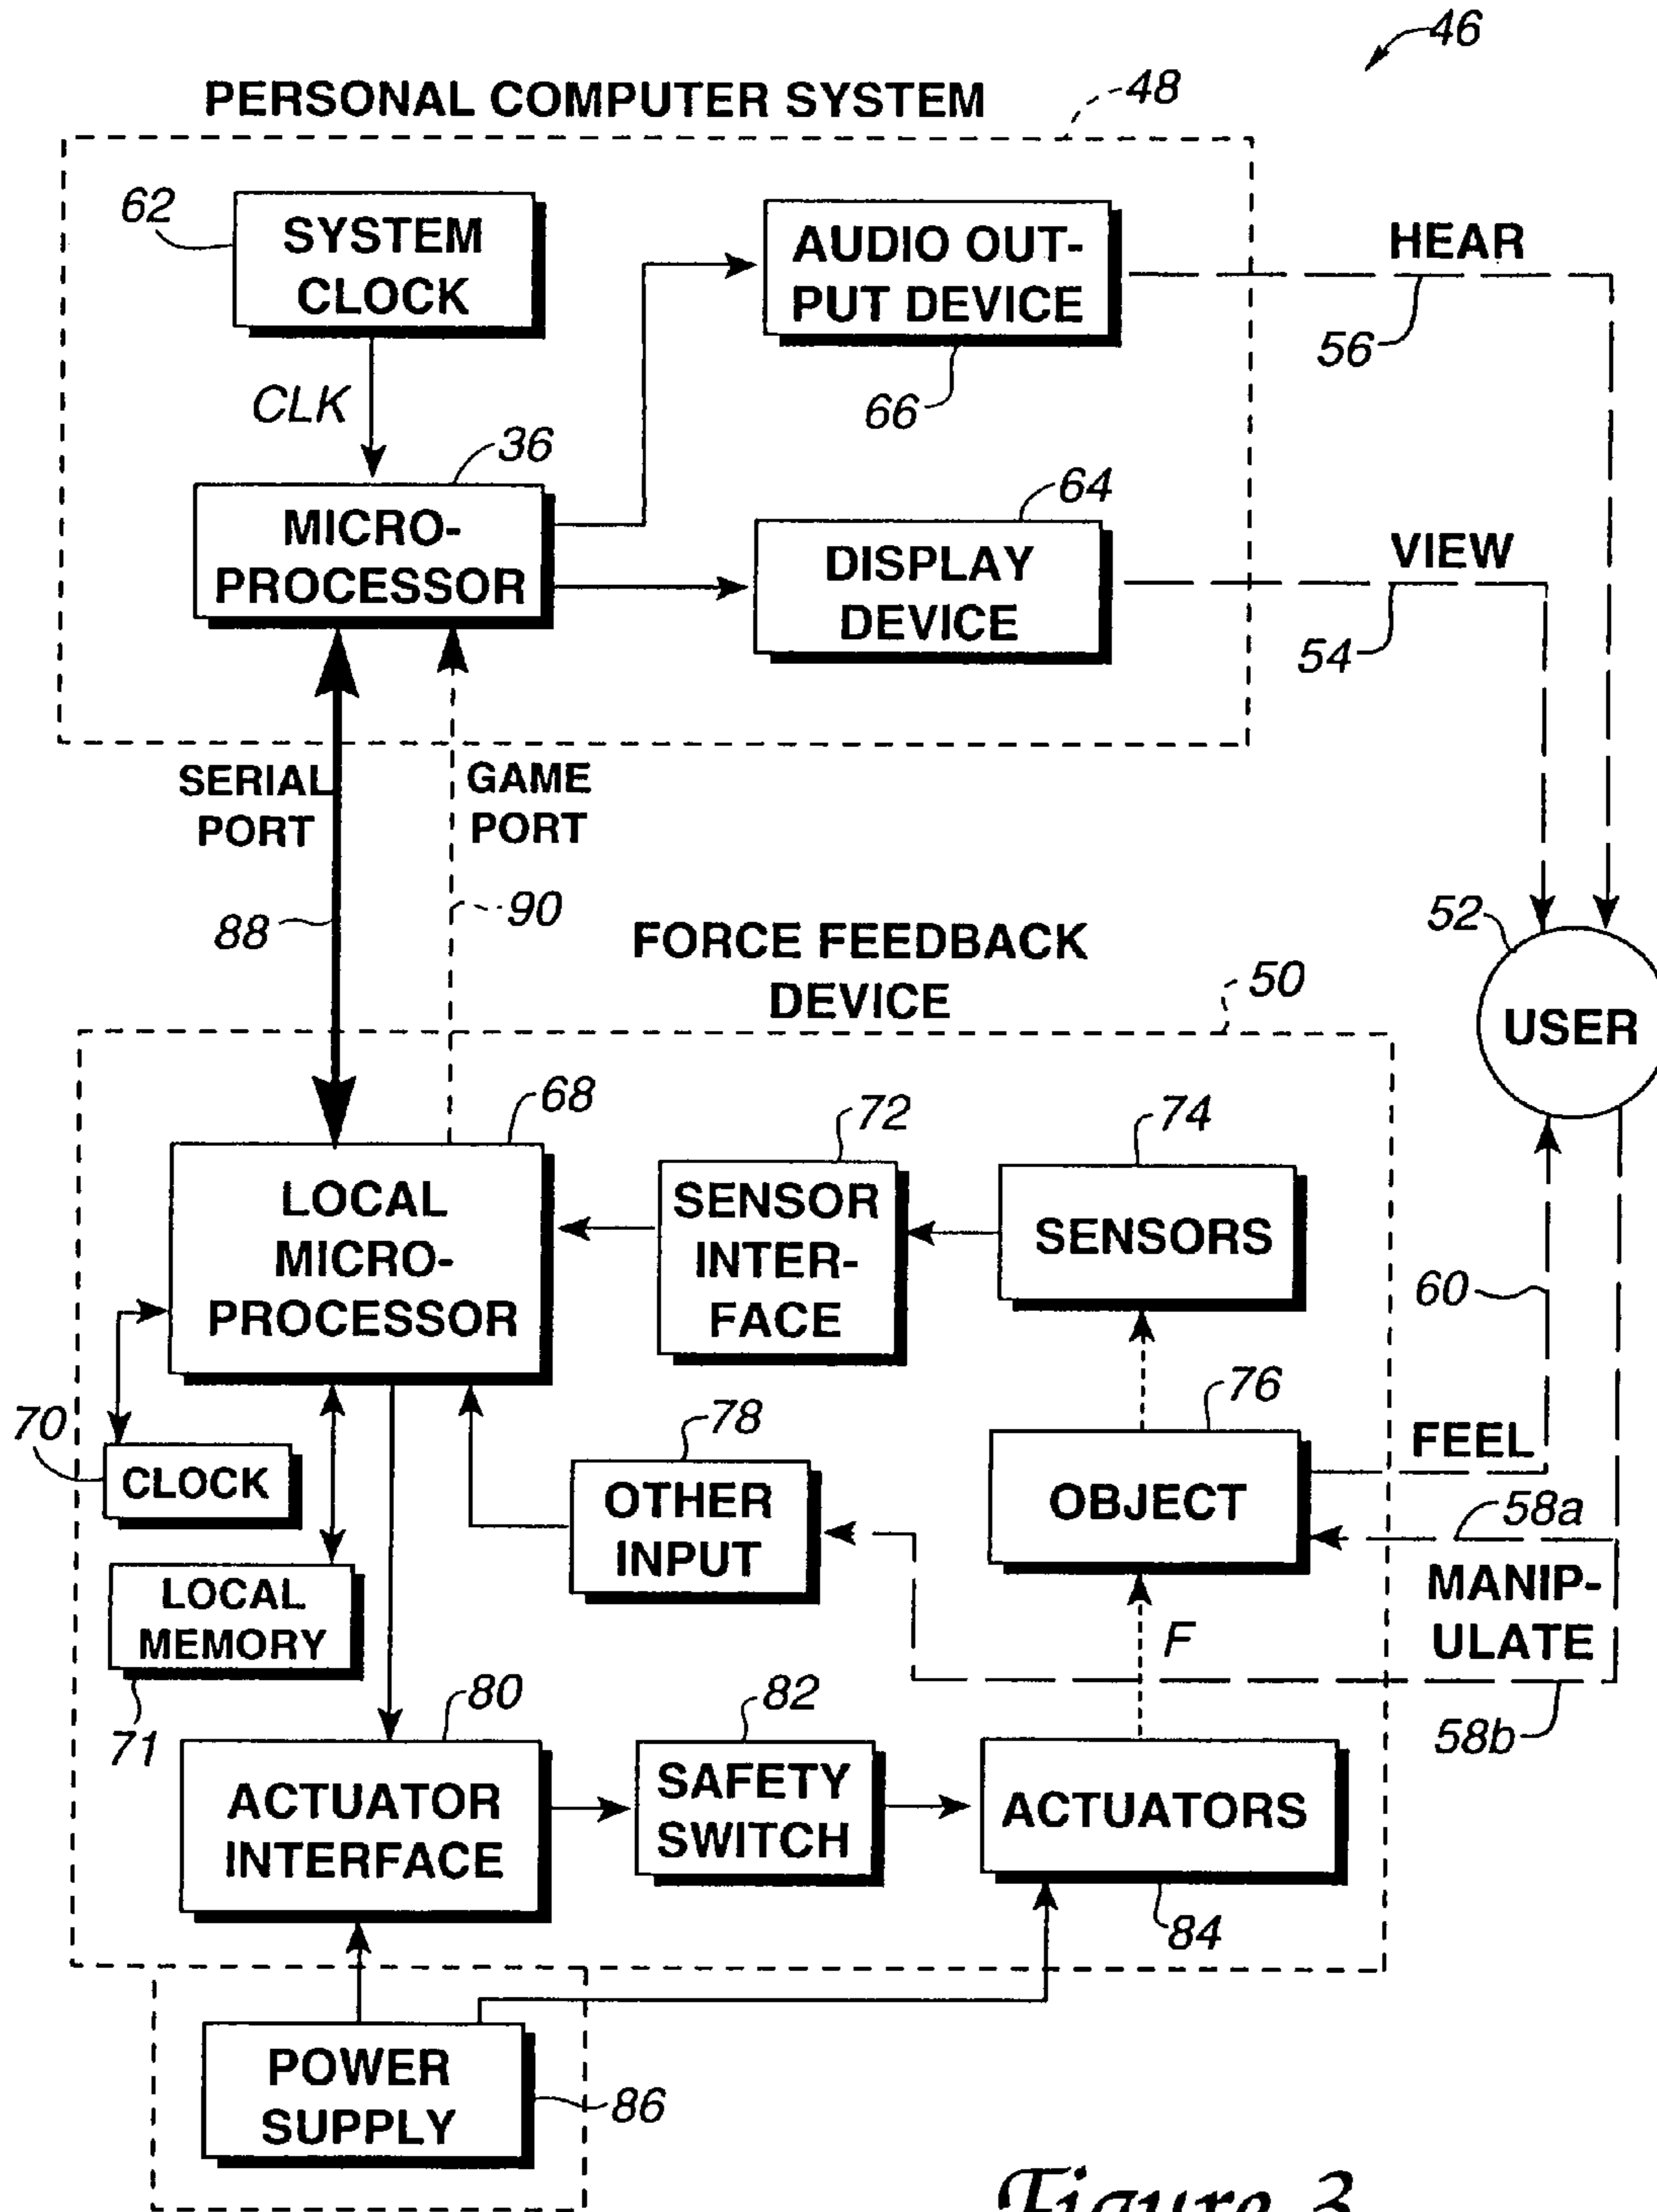 46
PERSONAL COMPUTER SYSTEM
48
62
SYSTEM
CLOCK
AUDIO OUT-
PUT DEVICE
66
HEAR
56
CLK
36
MICRO-
PROCESSOR
64
DISPLAY
DEVICE
VIEW
54
SERIAL
PORT
GAME
PORT
88
90
FORCE FEEDBACK
DEVICE
50
52
USER
68
LOCAL
MICRO-
PROCESSOR
72
SENSOR
INTER-
FACE
74
SENSORS
60
70
CLOCK
78
OTHER
INPUT
76
OBJECT
FEEL
58a
MANIP-
ULATE
58b
LOCAL
MEMORY
71
F
80
ACTUATOR
INTERFACE
82
SAFETY
SWITCH
ACTUATORS
84
POWER
SUPPLY
86
Figure 3